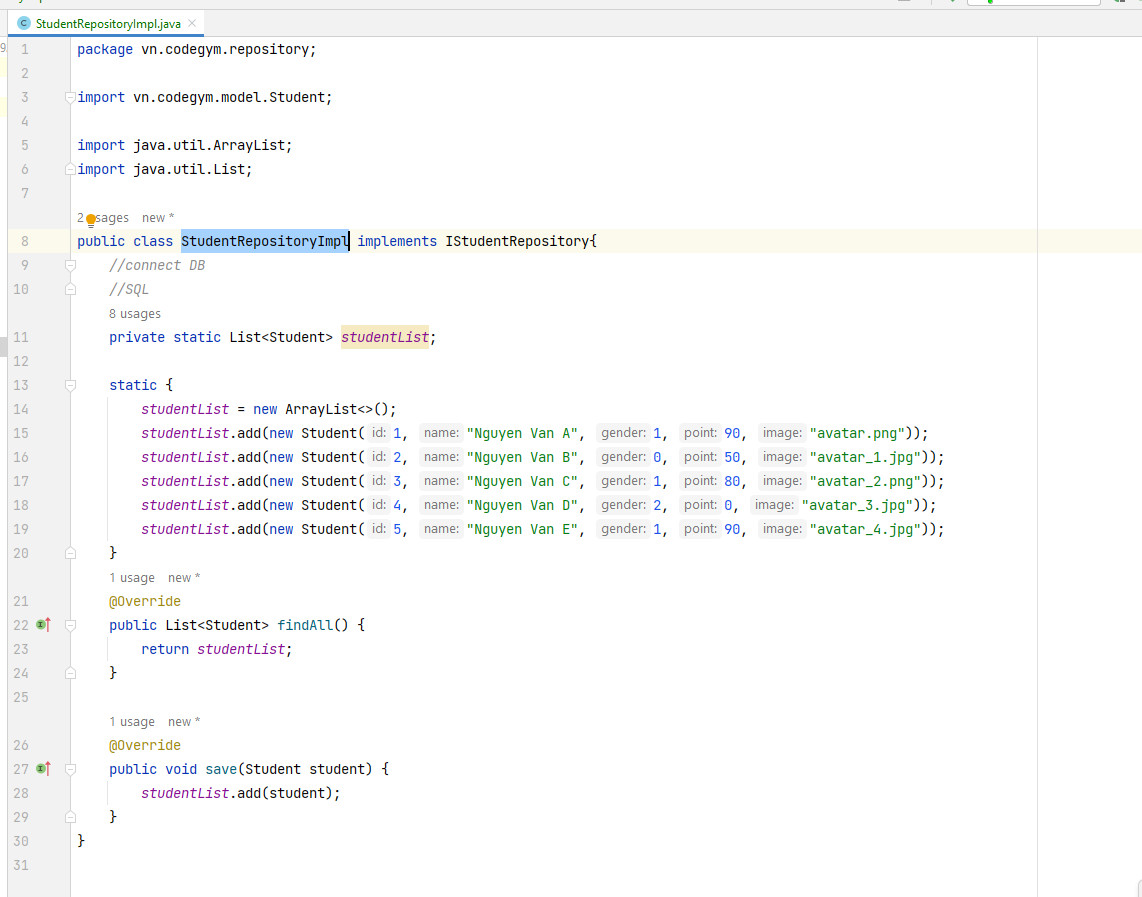 StudentRepositoryImpl.java
1 package vn.codegym.repository;
2
3 import vn.codegym.model.Student;
4
5 import java.util.ArrayList;
6 import java.util.List;
7
2 usages new *
8 public class StudentRepositoryImpl implements IStudentRepository{
9 //connect DB
10 //SQL
8 usages
11 private static List<Student> studentList;
12
13 static {
14 studentList = new ArrayList<>();
15 studentList.add(new Student( id: 1, name: "Nguyen Van A", gender: 1, point: 90, image: "avatar.png"));
16 studentList.add(new Student( id: 2, name: "Nguyen Van B", gender: 0, point: 50, image: "avatar_1.jpg"));
17 studentList.add(new Student( id: 3, name: "Nguyen Van C", gender: 1, point: 80, image: "avatar_2.png"));
18 studentList.add(new Student( id: 4, name: "Nguyen Van D", gender: 2, point: 0, image: "avatar_3.jpg"));
19 studentList.add(new Student( id: 5, name: "Nguyen Van E", gender: 1, point: 90, image: "avatar_4.jpg"));
20 }
1 usage new *
21 @Override
22 public List<Student> findAll() {
23 return studentList;
24 }
25
1 usage new *
26 @Override
27 public void save(Student student) {
28 studentList.add(student);
29 }
30 }
31